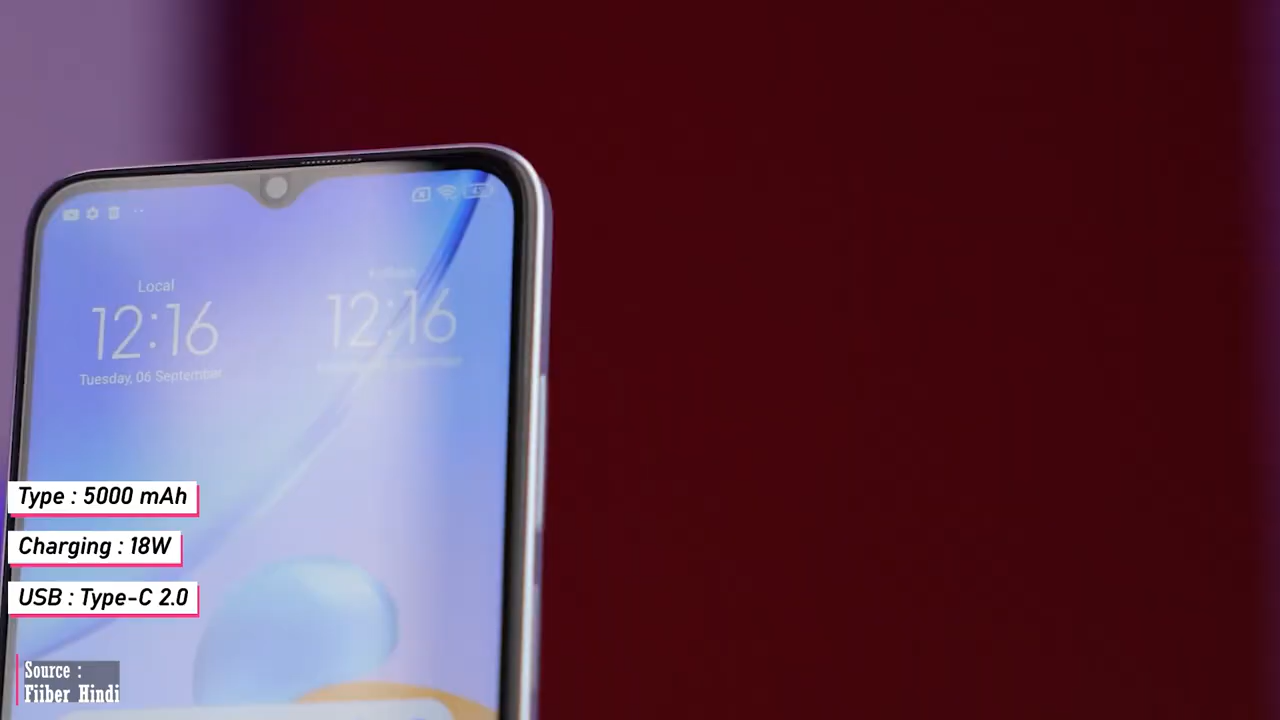 Local
12:16
12:16
Tuesday, 06 September
Type : 5000 mAh
Charging : 18W
USB : Type-C 2.0
Source :
Fiiber Hindi